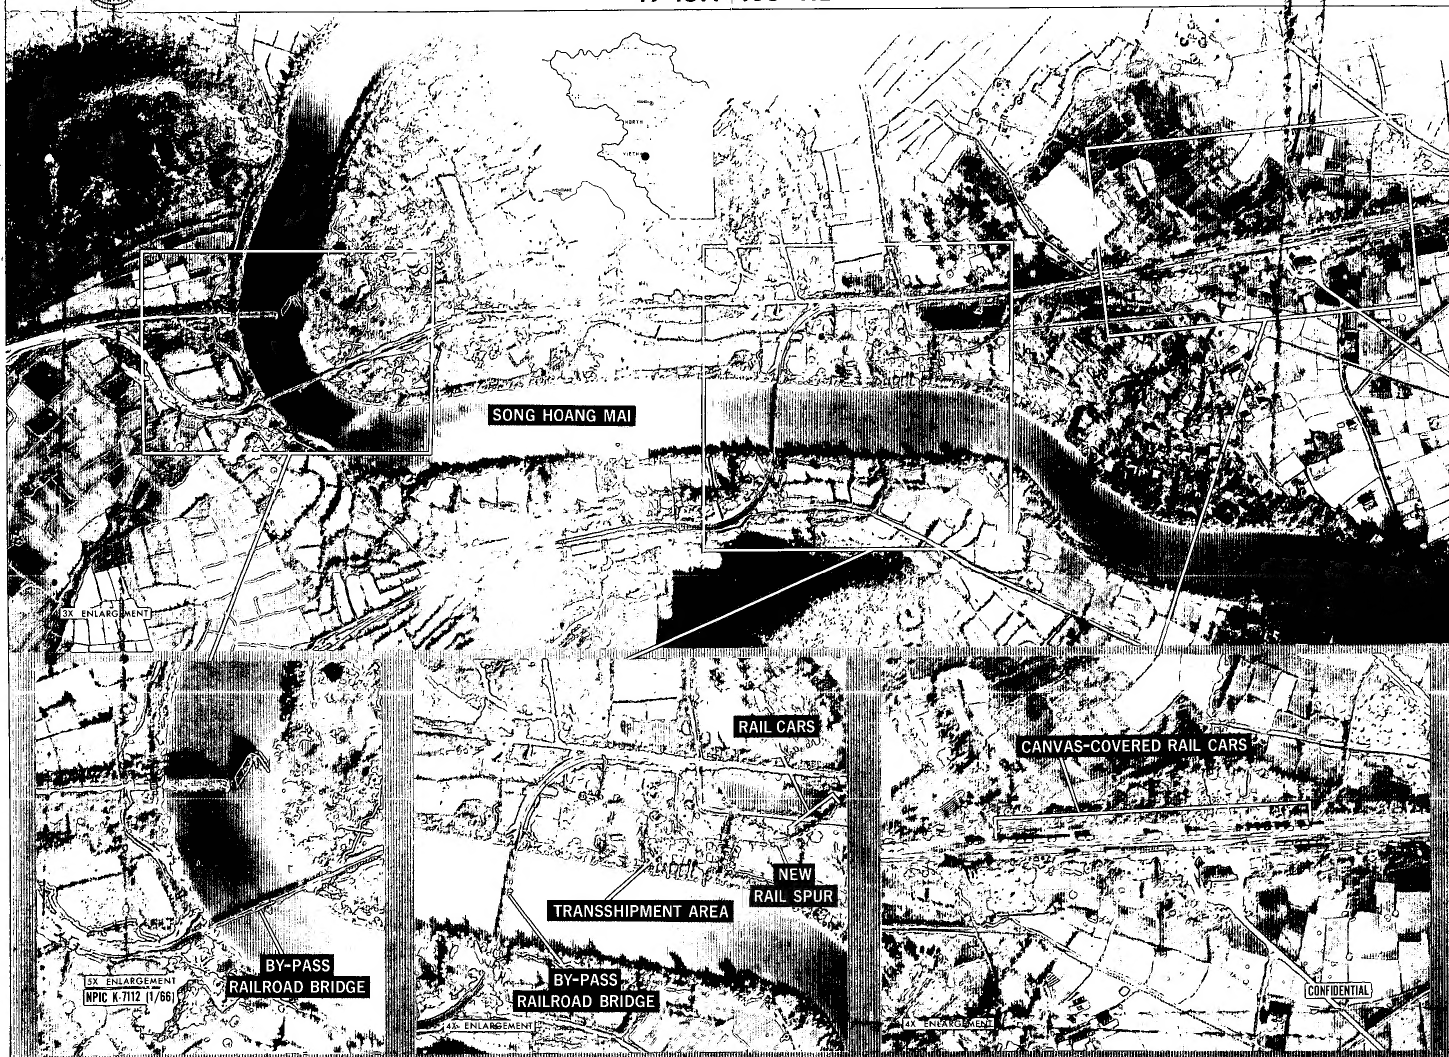 NORTH
SONG HOANG MAI
3X ENLARGEMENT
RAIL CARS
CANVAS-COVERED RAIL CARS
NEW
RAIL SPUR
TRANSSHIPMENT AREA
BY-PASS
RAILROAD BRIDGE
5X ENLARGEMENT
NPIC K-7112 (1/66)
BY-PASS
RAILROAD BRIDGE
4X ENLARGEMENT
4X ENLARGEMENT
CONFIDENTIAL